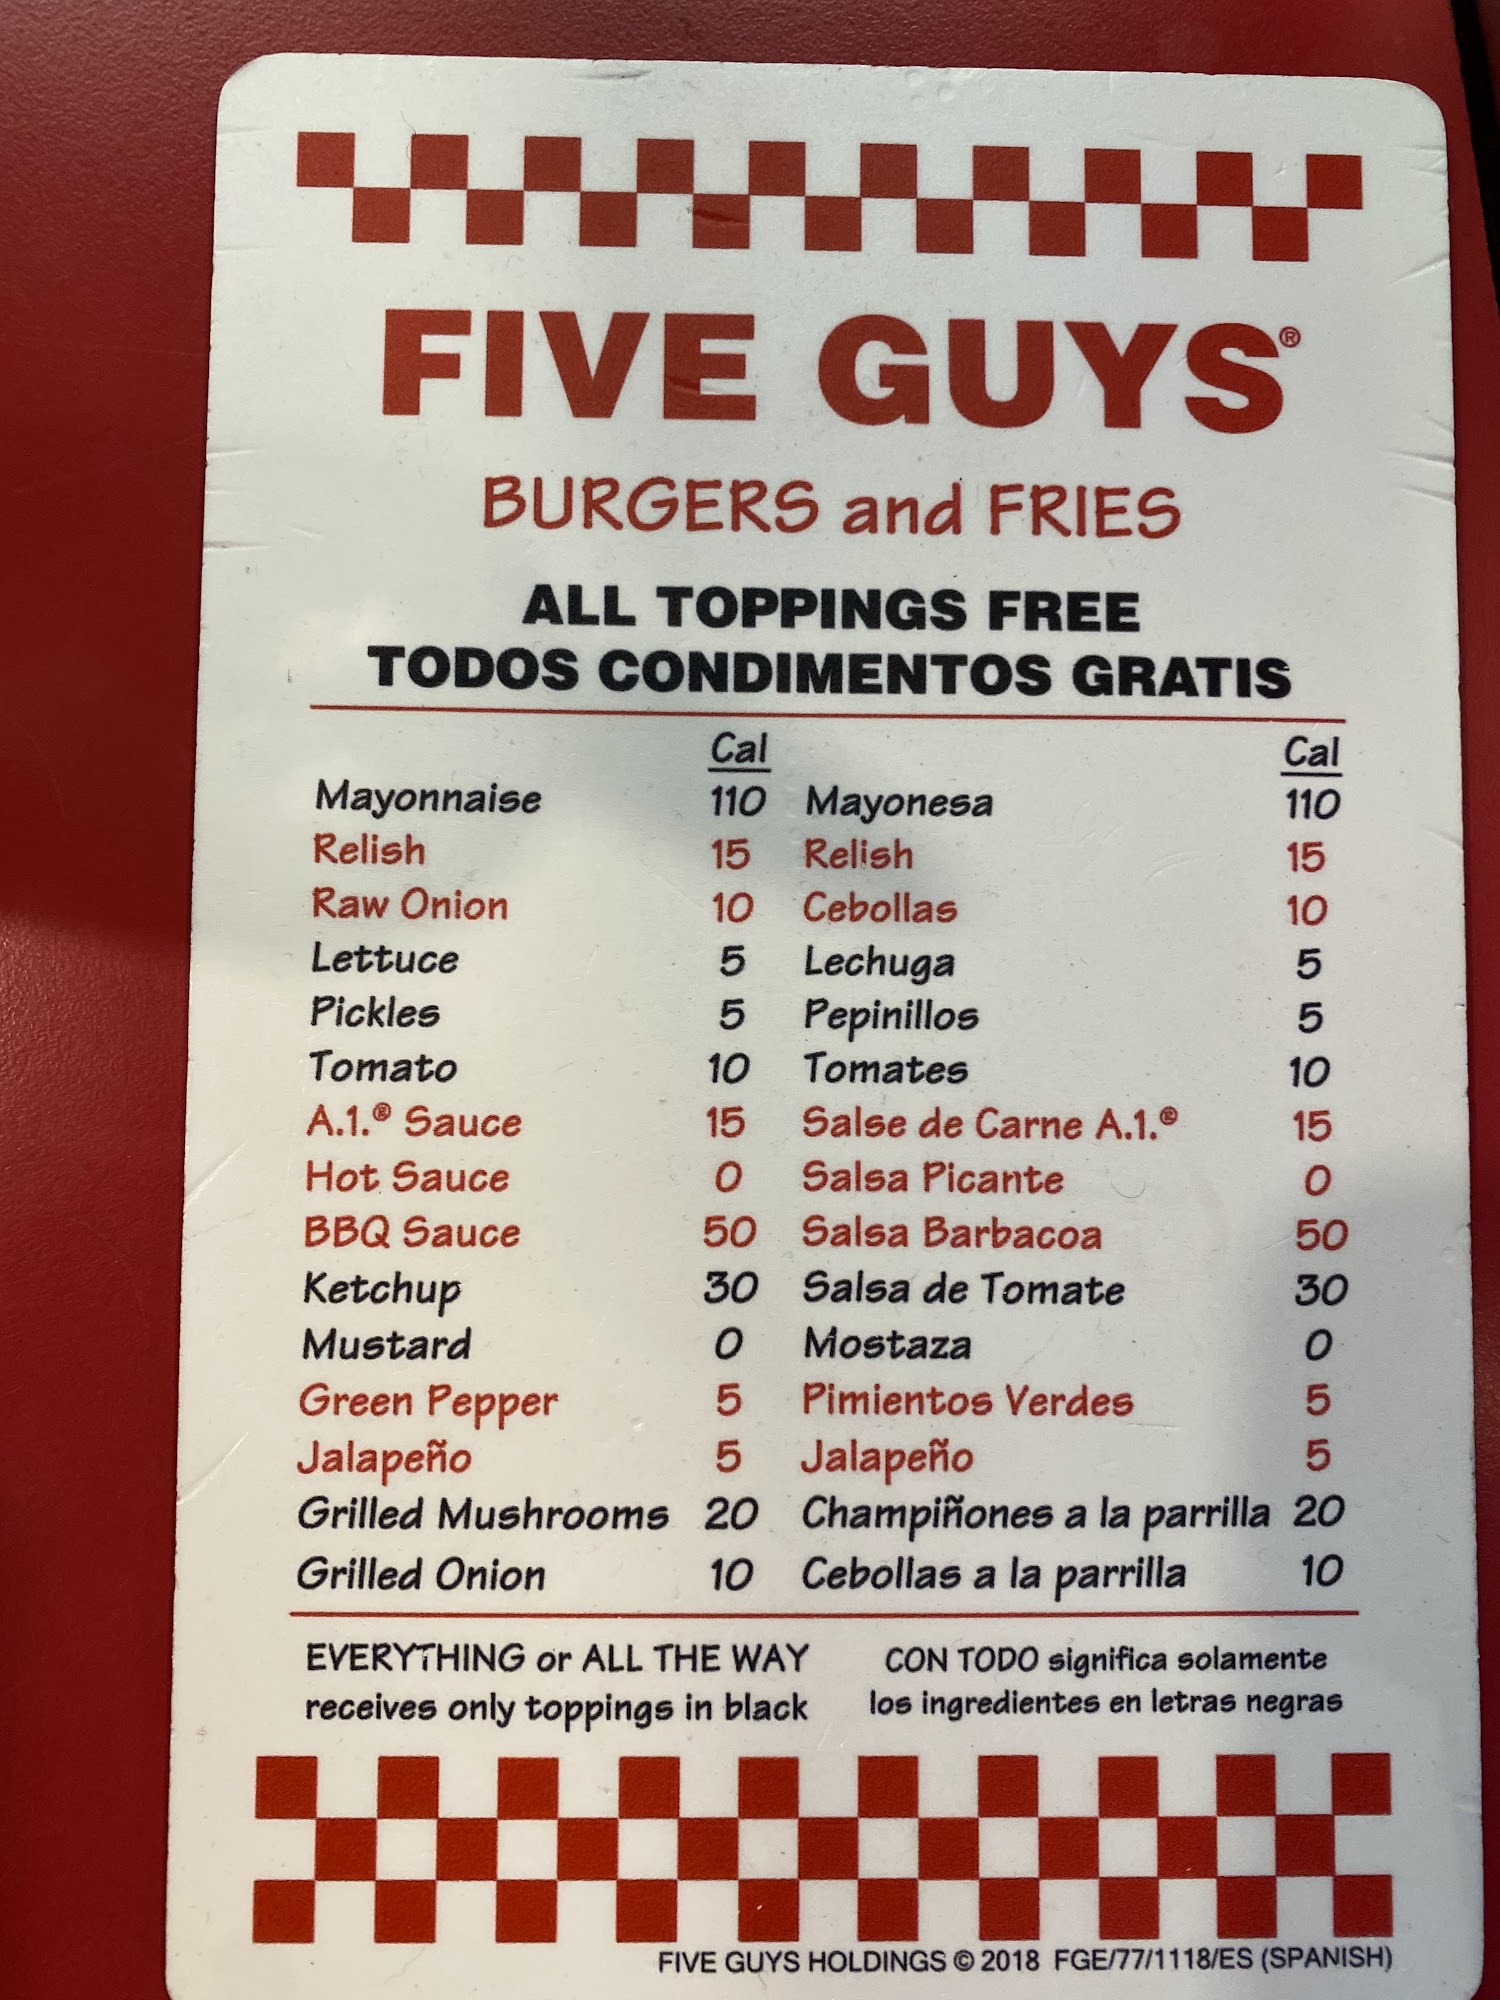 FIVE GUYS®
BURGERS and FRIES
ALL TOPPINGS FREE
TODOS CONDIMENTOS GRATIS
Cal Cal
Mayonnaise 110 Mayonesa 110
Relish 15 Relish 15
Raw Onion 10 Cebollas 10
Lettuce 5 Lechuga 5
Pickles 5 Pepinillos 5
Tomato 10 Tomates 10
A.1.® Sauce 15 Salse de Carne A.1.® 15
Hot Sauce 0 Salsa Picante 0
BBQ Sauce 50 Salsa Barbacoa 50
Ketchup 30 Salsa de Tomate 30
Mustard 0 Mostaza 0
Green Pepper 5 Pimientos Verdes 5
Jalapeño 5 Jalapeño 5
Grilled Mushrooms 20 Champiñones a la parrilla 20
Grilled Onion 10 Cebollas a la parrilla 10
EVERYTHING or ALL THE WAY
receives only toppings in black
CON TODO significa solamente
los ingredientes en letras negras
FIVE GUYS HOLDINGS © 2018 FGE/77/1118/ES (SPANISH)